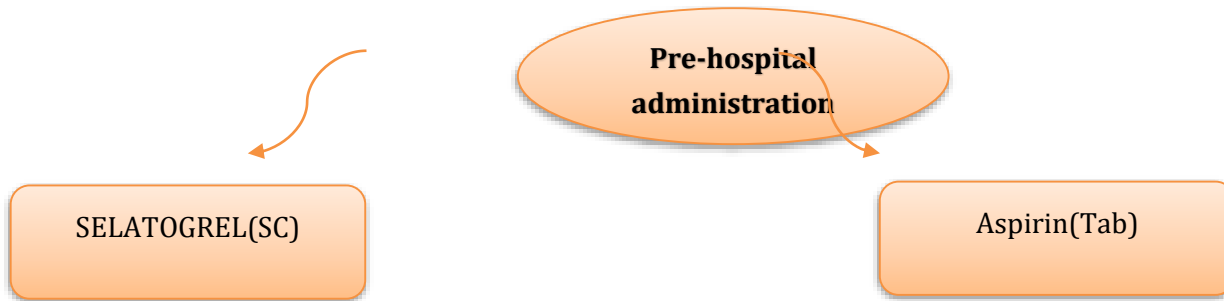 Pre-hospital
administration
SELATOGREL(SC)
Aspirin(Tab)